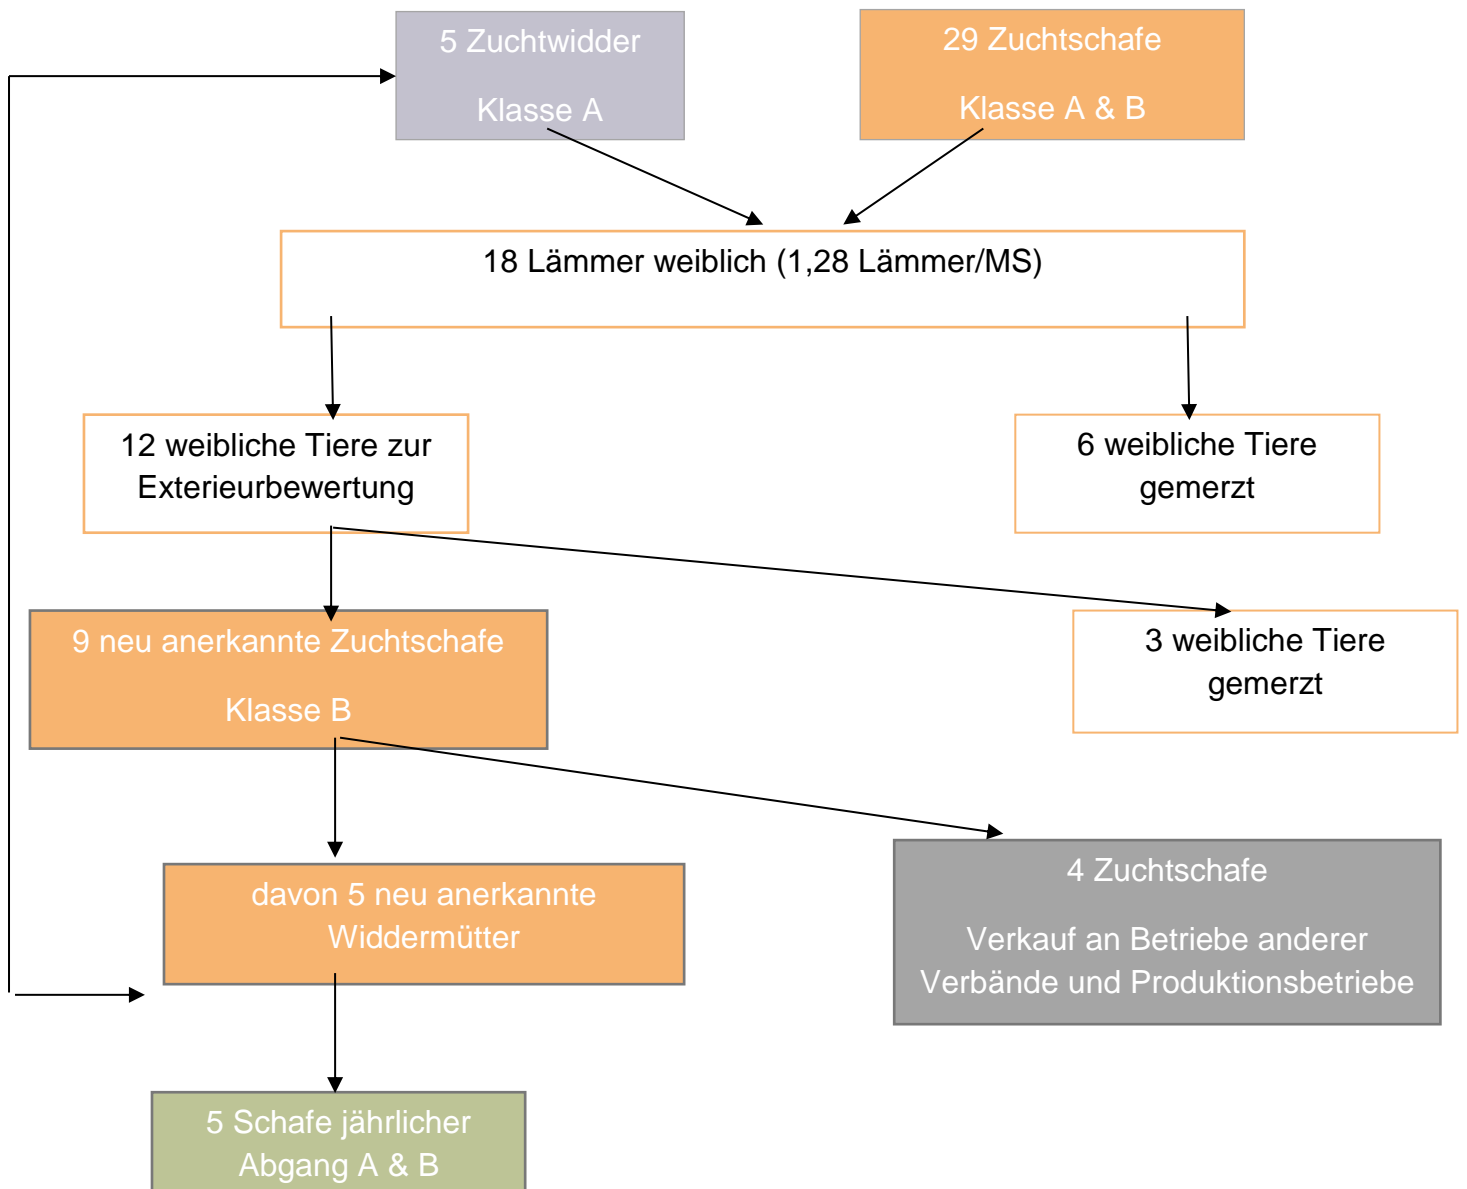 5 Zuchtwidder
Klasse A
29 Zuchtschafe
Klasse A & B
18 Lämmer weiblich (1,28 Lämmer/MS)
12 weibliche Tiere zur
Exterieurbewertung
6 weibliche Tiere
gemerzt
9 neu anerkannte Zuchtschafe
Klasse B
3 weibliche Tiere
gemerzt
davon 5 neu anerkannte
Widdermütter
4 Zuchtschafe
Verkauf an Betriebe anderer
Verbände und Produktionsbetriebe
5 Schafe jährlicher
Abgang A & B